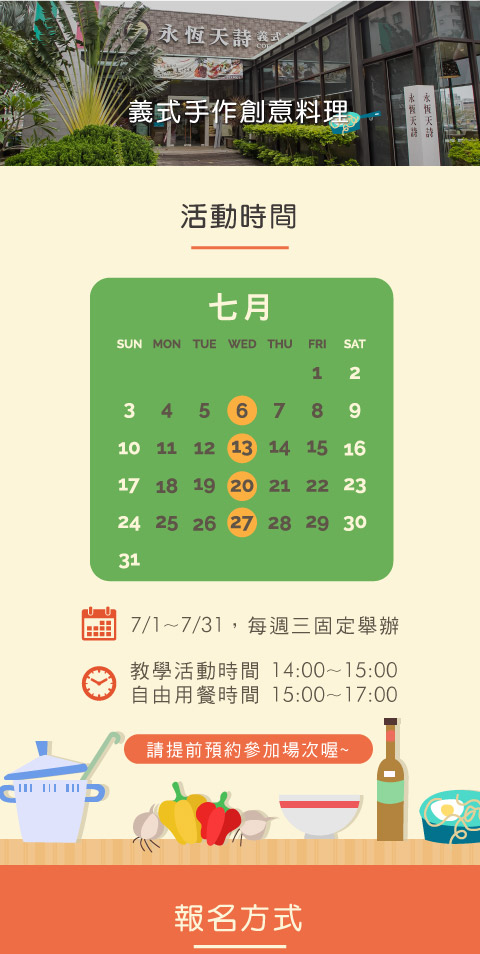 永恆天詩 義式
義式手作創意料理
永恆天詩
永恆天詩
活動時間
七月
SUN MON TUE WED THU FRI SAT
1 2
3 4 5 6 7 8 9
10 11 12 13 14 15 16
17 18 19 20 21 22 23
24 25 26 27 28 29 30
31
7/1~7/31，每週三固定舉辦
教學活動時間 14:00~15:00
自由用餐時間 15:00~17:00
請提前預約參加場次喔~
報名方式